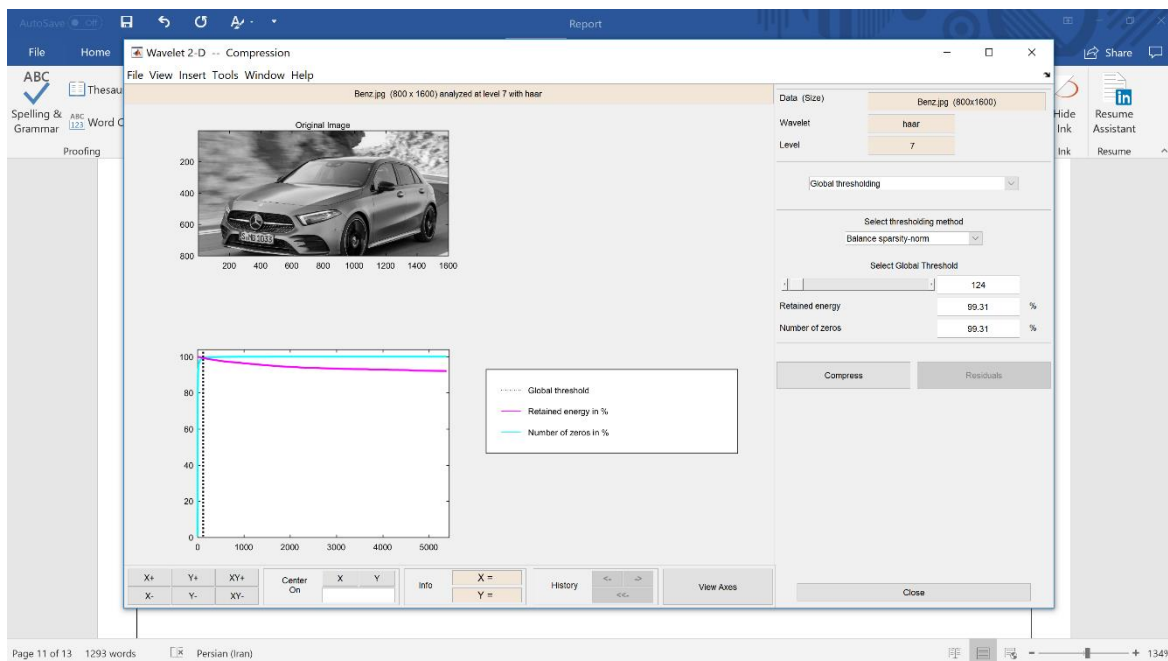 AutoSave Off
Report
File Home
Share
ABC
Spelling &
Grammar
Thesau
ABC
123 Word C
Proofing
Hide
Ink
Ink
in
Resume
Assistant
Resume
Wavelet 2-D -- Compression
File View Insert Tools Window Help
Benz.jpg (800 x 1600) analyzed at level 7 with haar
Original Image
200
400
600
800
200 400 600 800 1000 1200 1400 1600
100
80
60
40
20
0
0 1000 2000 3000 4000 5000
Global threshold
Retained energy in %
Number of zeros in %
Data (Size) Benz.jpg (800x1600)
Wavelet haar
Level 7
Global thresholding
Select thresholding method
Balance sparsity-norm
Select Global Threshold
124
Retained energy 99.31 %
Number of zeros 99.31 %
Compress Residuals
X+ Y+ XY+
X- Y- XY-
Center
On
X Y
Info
X =
Y =
History
<- ->
<<-
View Axes
Close
Page 11 of 13 1293 words Persian (Iran)
134%